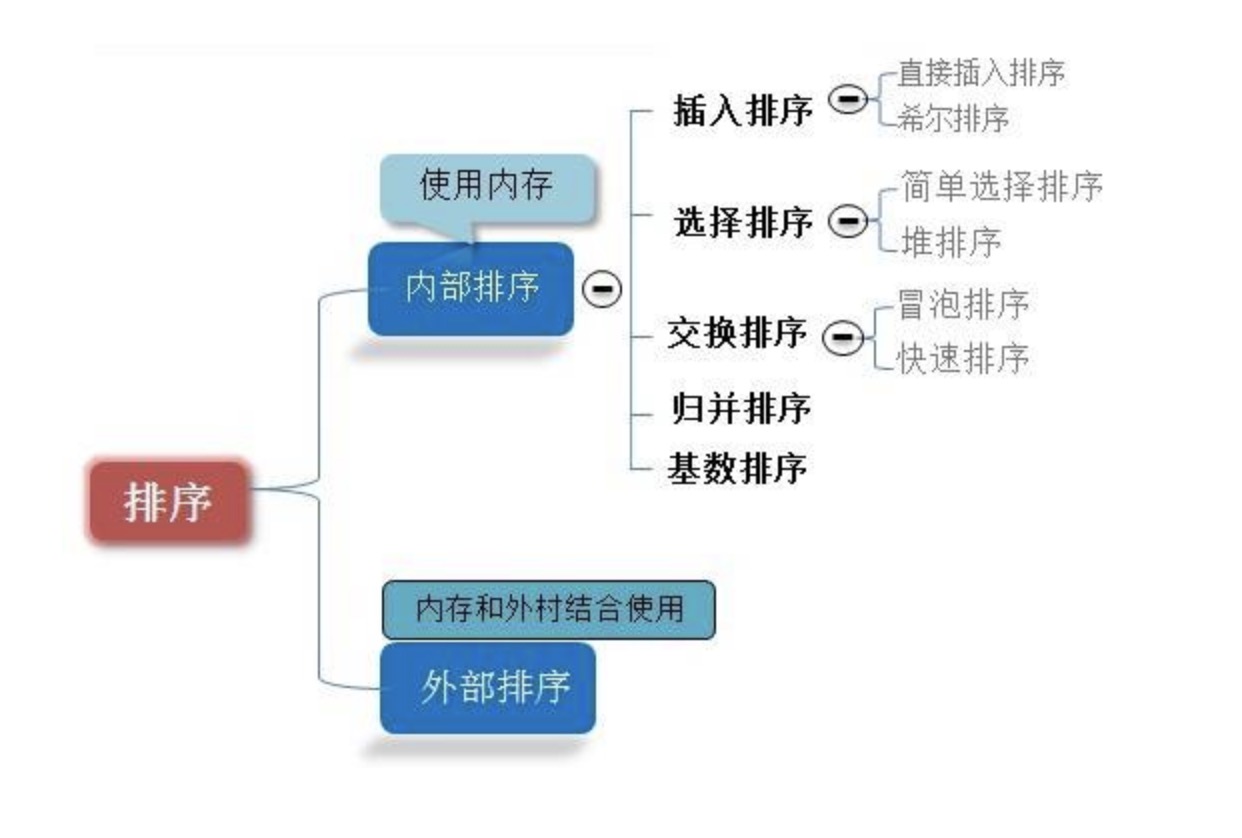 直接插入排序
插入排序
希尔排序
使用内存
简单选择排序
选择排序
堆排序
内部排序
冒泡排序
交换排序
快速排序
归并排序
基数排序
排序
内存和外村结合使用
外部排序